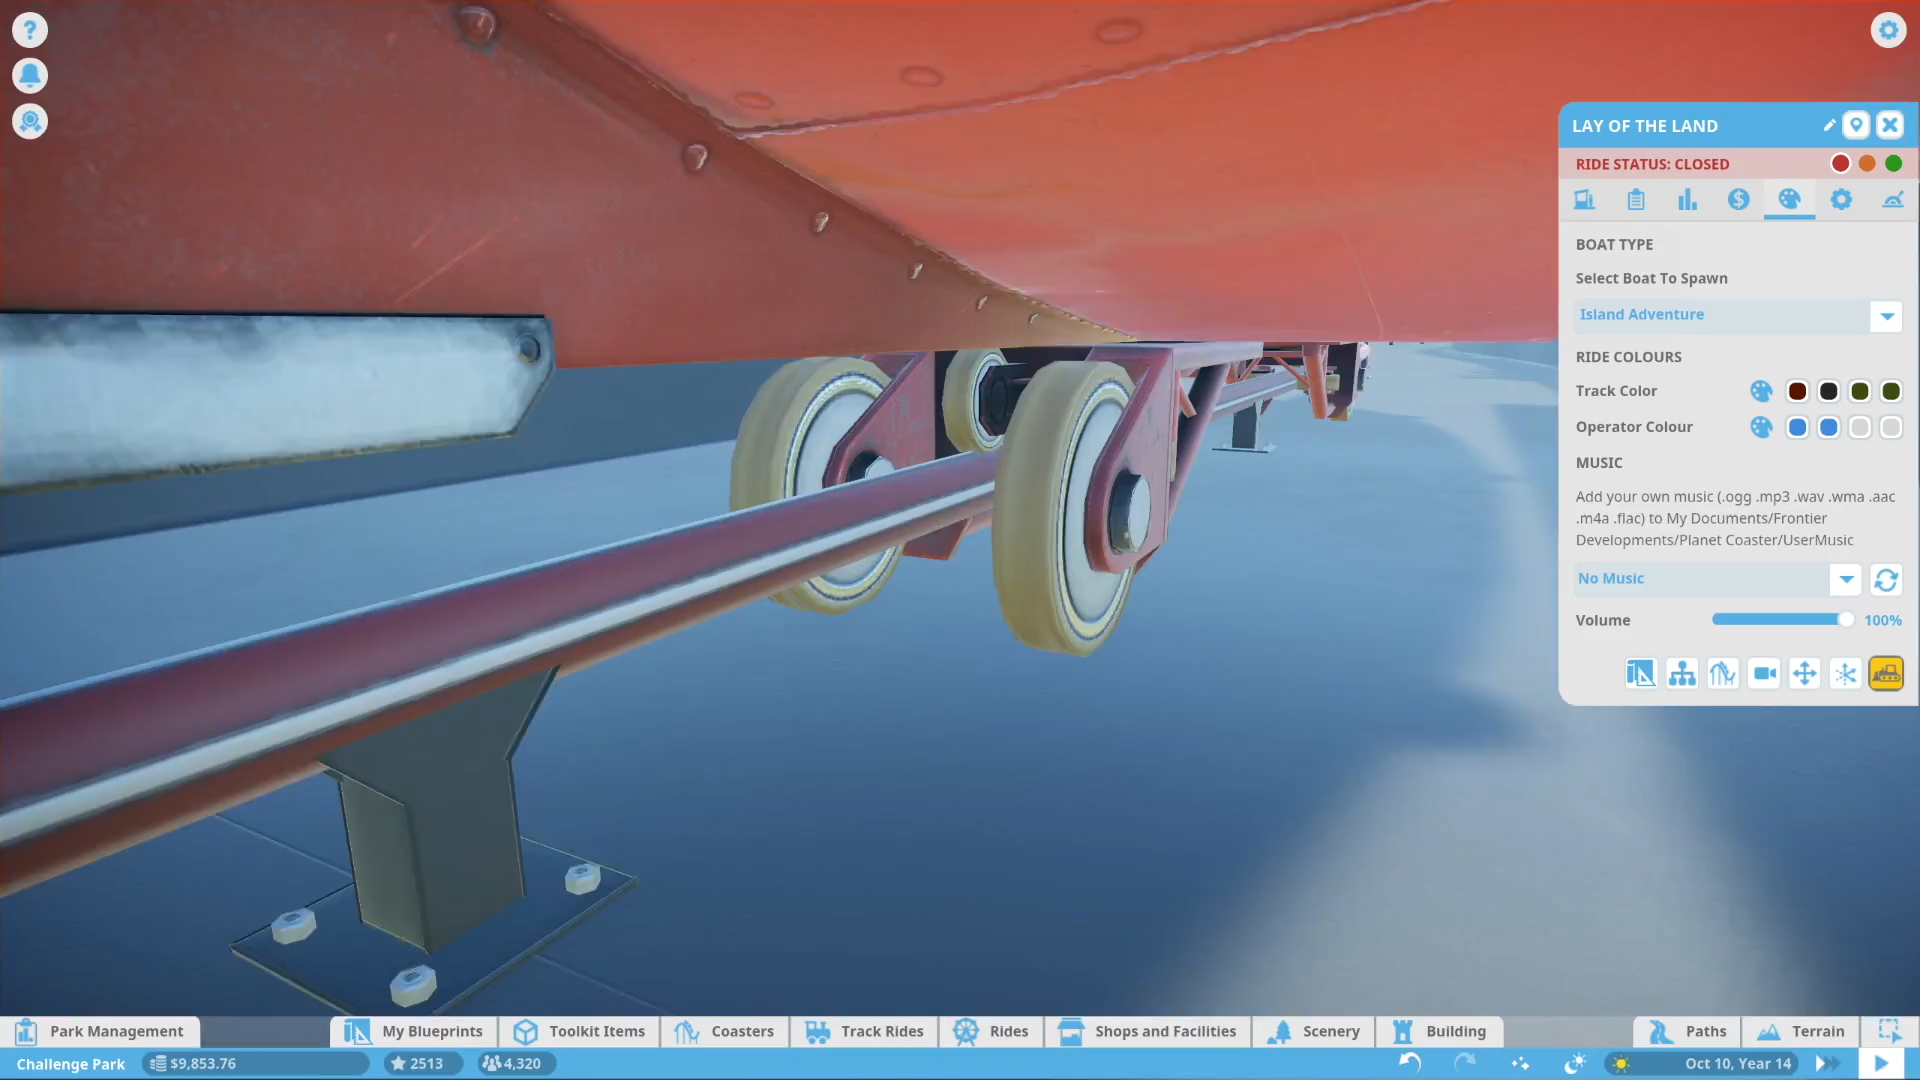 ?
LAY OF THE LAND
RIDE STATUS: CLOSED
BOAT TYPE
Select Boat To Spawn
Island Adventure
RIDE COLOURS
Track Color
Operator Colour
MUSIC
Add your own music (.ogg .mp3 .wav .wma .aac
.m4a .flac) to My Documents/Frontier
Developments/Planet Coaster/UserMusic
No Music
Volume 100%
Park Management My Blueprints Toolkit Items Coasters Track Rides Rides Shops and Facilities Scenery Building Paths Terrain
Challenge Park $9,853.76 2513 4,320 Oct 10, Year 14